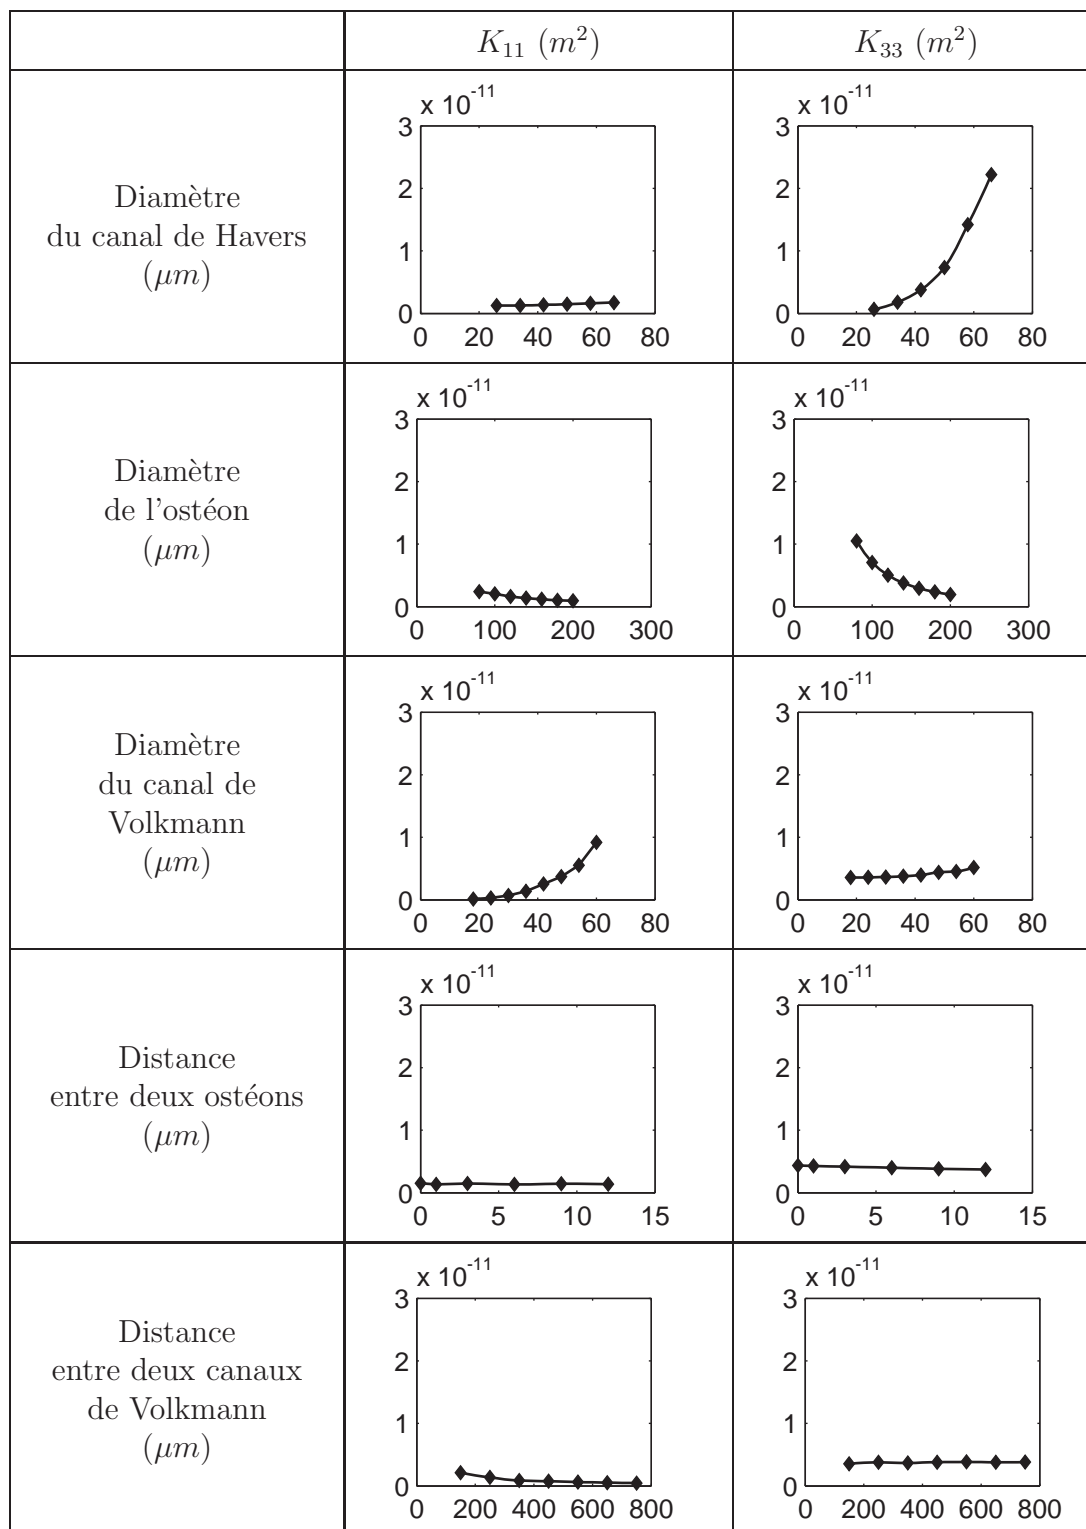 K₁₁ (m²) K₃₃ (m²)
Diamètre
du canal de Havers
(μm)
x 10⁻¹¹
3
2
1
0
0 20 40 60 80
x 10⁻¹¹
3
2
1
0
0 20 40 60 80
Diamètre
de l'ostéon
(μm)
x 10⁻¹¹
3
2
1
0
0 100 200 300
x 10⁻¹¹
3
2
1
0
0 100 200 300
Diamètre
du canal de
Volkmann
(μm)
x 10⁻¹¹
3
2
1
0
0 20 40 60 80
x 10⁻¹¹
3
2
1
0
0 20 40 60 80
Distance
entre deux ostéons
(μm)
x 10⁻¹¹
3
2
1
0
0 5 10 15
x 10⁻¹¹
3
2
1
0
0 5 10 15
Distance
entre deux canaux
de Volkmann
(μm)
x 10⁻¹¹
3
2
1
0
0 200 400 600 800
x 10⁻¹¹
3
2
1
0
0 200 400 600 800